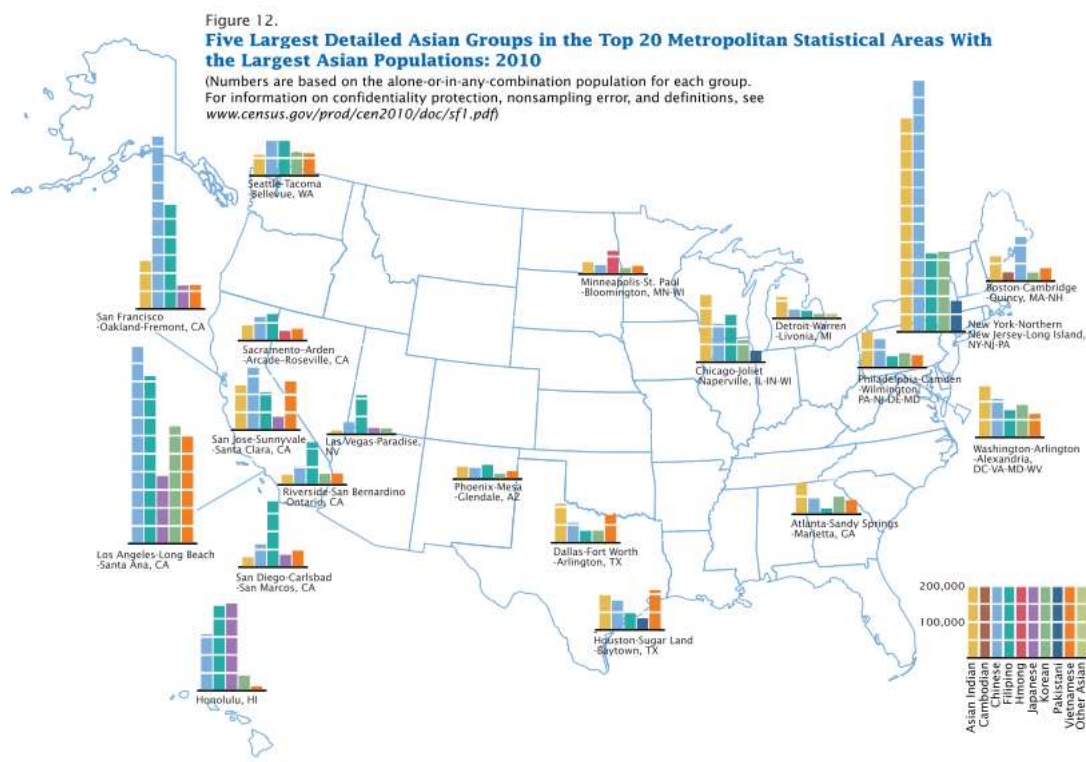 Figure 12.
Five Largest Detailed Asian Groups in the Top 20 Metropolitan Statistical Areas With
the Largest Asian Populations: 2010
(Numbers are based on the alone-or-in-any-combination population for each group.
For information on confidentiality protection, nonsampling error, and definitions, see
www.census.gov/prod/cen2010/doc/sf1.pdf)
Seattle-Tacoma
-Bellevue, WA
Minneapolis-St. Paul
-Bloomington, MN-WI
Boston-Cambridge
-Quincy, MA-NH
San Francisco
-Oakland-Fremont, CA
Detroit-Warren
-Livonia, MI
New York-Northern
New Jersey-Long Island,
NY-NJ-PA
Sacramento-Arden
-Arcade-Roseville, CA
Chicago-Joliet
Naperville, IL-IN-WI
Philadelphia-Camden
-Wilmington,
PA-NJ-DE-MD
San Jose-Sunnyvale
-Santa Clara, CA
Las Vegas-Paradise,
NV
Washington-Arlington
-Alexandria,
DC-VA-MD-WV
Riverside-San Bernardino
-Ontario, CA
Phoenix-Mesa
-Glendale, AZ
Atlanta-Sandy Springs
-Marietta, GA
Los Angeles-Long Beach
-Santa Ana, CA
Dallas-Fort Worth
-Arlington, TX
San Diego-Carlsbad
-San Marcos, CA
Houston-Sugar Land
-Baytown, TX
Honolulu, HI
200,000
100,000
Asian Indian
Cambodian
Chinese
Filipino
Hmong
Japanese
Korean
Pakistani
Vietnamese
Other Asian